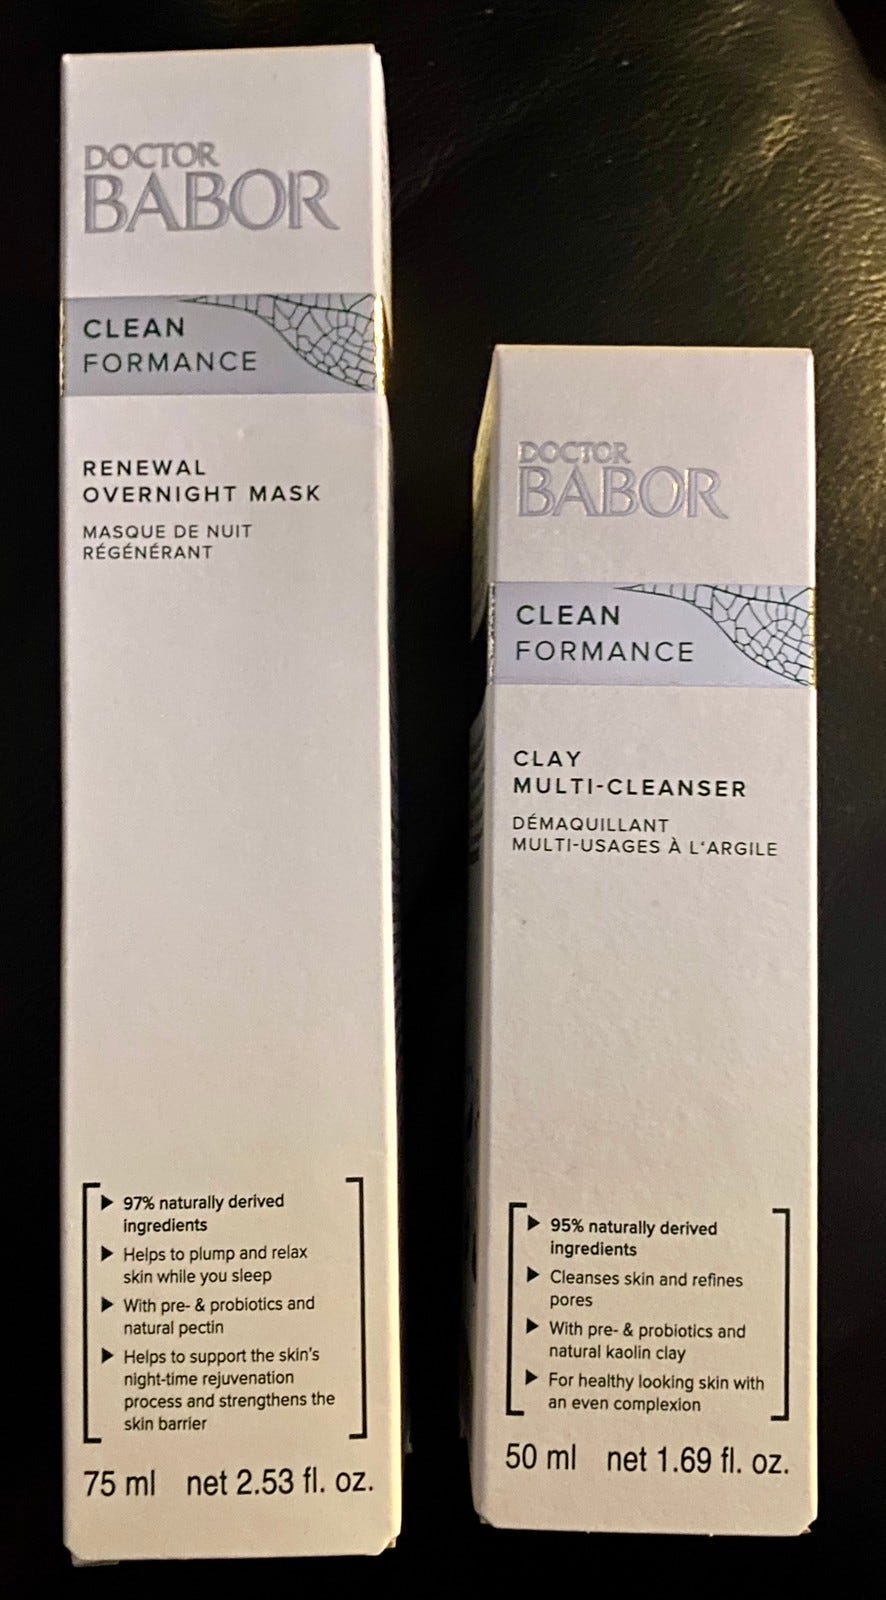 DOCTOR
BABOR
CLEAN
FORMANCE
RENEWAL
OVERNIGHT MASK
MASQUE DE NUIT
RÉGÉNÉRANT
▶ 97% naturally derived
ingredients
▶ Helps to plump and relax
skin while you sleep
▶ With pre- & probiotics and
natural pectin
▶ Helps to support the skin's
night-time rejuvenation
process and strengthens the
skin barrier
75 ml net 2.53 fl. oz.
DOCTOR
BABOR
CLEAN
FORMANCE
CLAY
MULTI-CLEANSER
DÉMAQUILLANT
MULTI-USAGES À L'ARGILE
▶ 95% naturally derived
ingredients
▶ Cleanses skin and refines
pores
▶ With pre- & probiotics and
natural kaolin clay
▶ For healthy looking skin with
an even complexion
50 ml net 1.69 fl. oz.